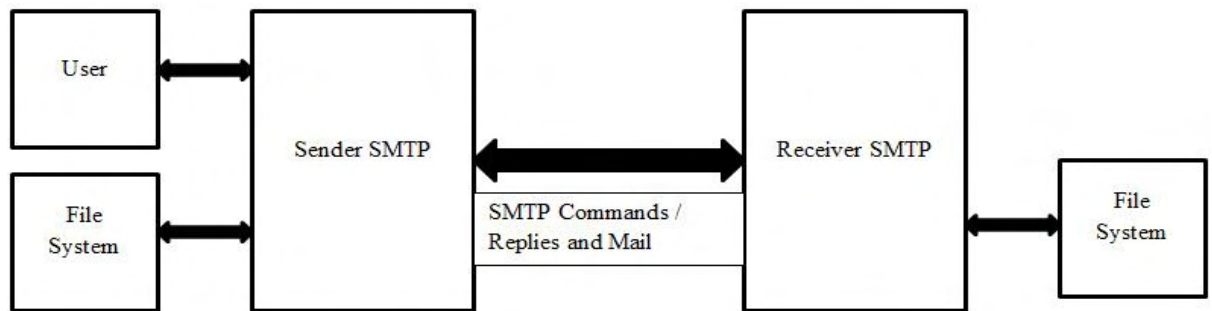 User
Sender SMTP
File
System
SMTP Commands /
Replies and Mail
Receiver SMTP
File
System